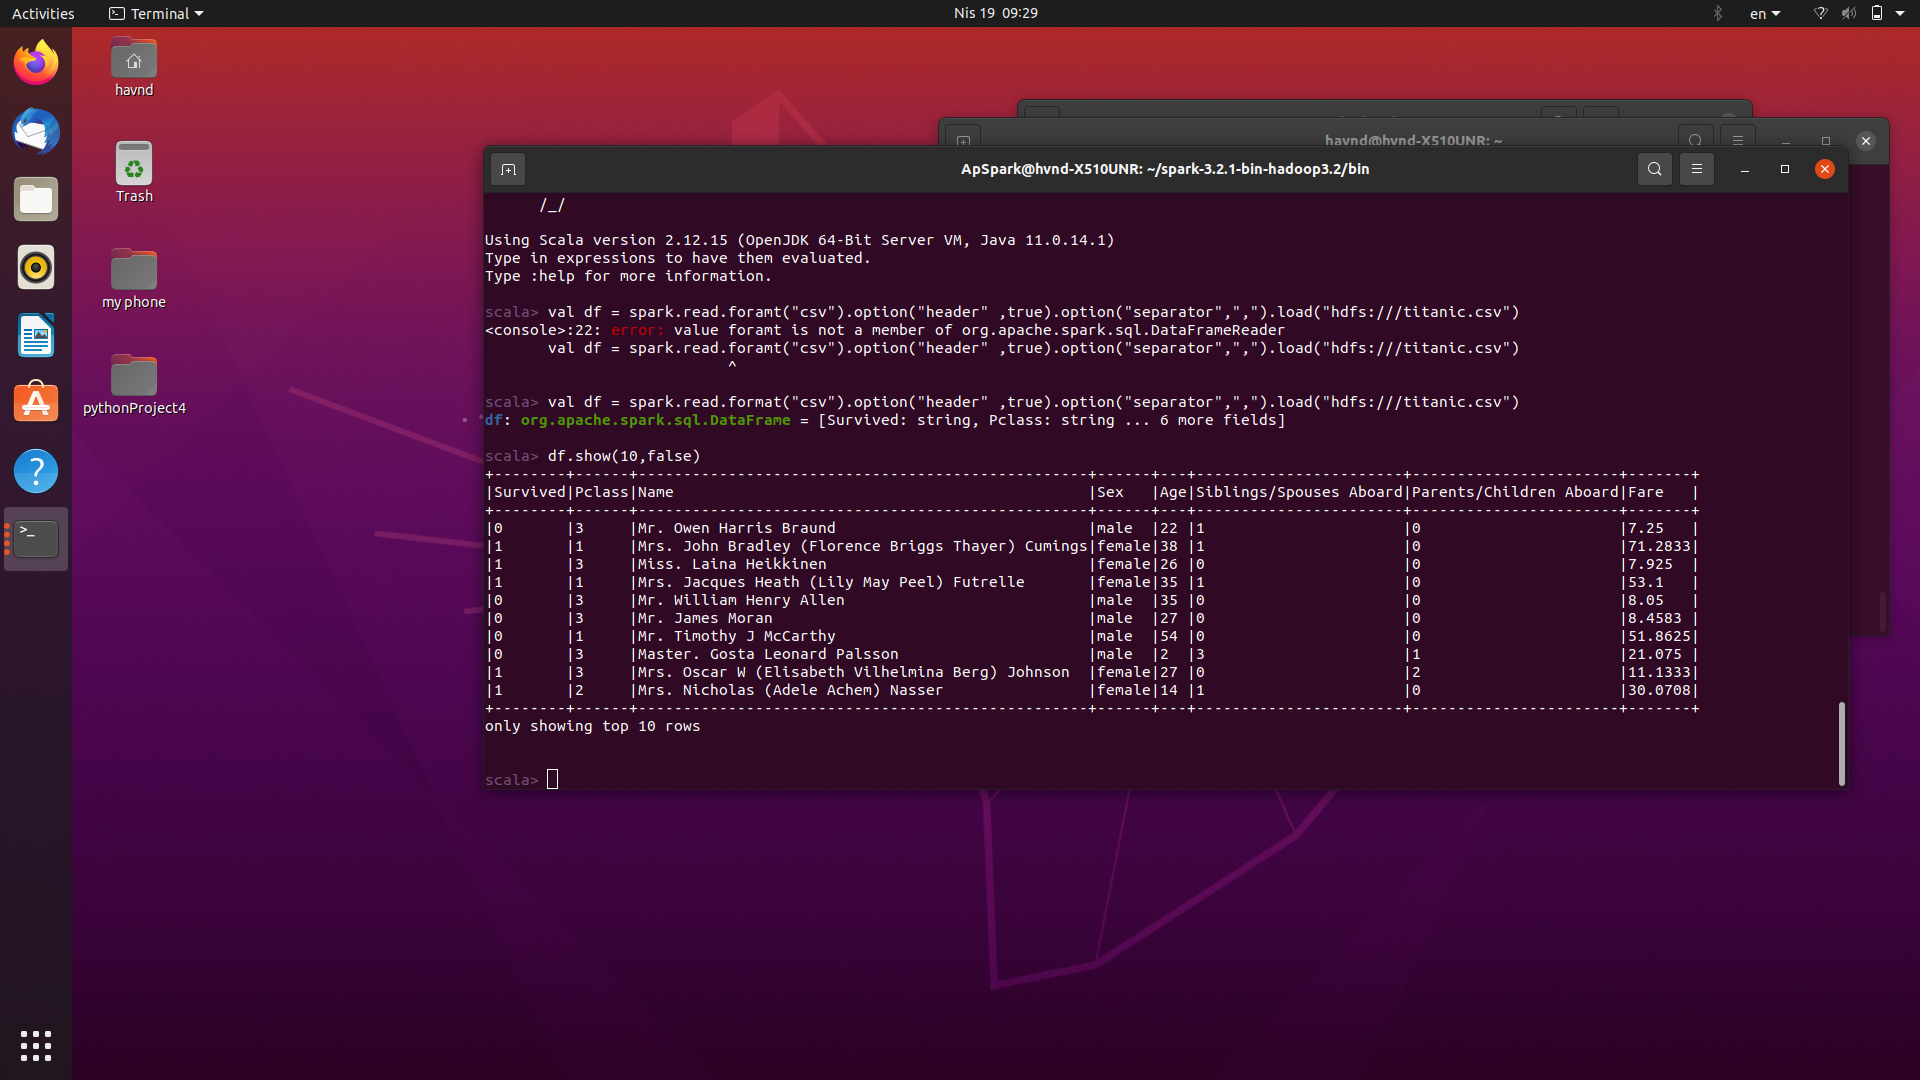 Activities
Terminal
Nis 19 09:29
en
havnd
Trash
my phone
pythonProject4
havnd@hvnd-X510UNR: ~
ApSpark@hvnd-X510UNR: ~/spark-3.2.1-bin-hadoop3.2/bin
/_/
Using Scala version 2.12.15 (OpenJDK 64-Bit Server VM, Java 11.0.14.1)
Type in expressions to have them evaluated.
Type :help for more information.
scala> val df = spark.read.foramt("csv").option("header" ,true).option("separator",",").load("hdfs:///titanic.csv")
<console>:22: error: value foramt is not a member of org.apache.spark.sql.DataFrameReader
val df = spark.read.foramt("csv").option("header" ,true).option("separator",",").load("hdfs:///titanic.csv")
^
scala> val df = spark.read.format("csv").option("header" ,true).option("separator",",").load("hdfs:///titanic.csv")
df: org.apache.spark.sql.DataFrame = [Survived: string, Pclass: string ... 6 more fields]
scala> df.show(10,false)
+--------+------+--------------------------------------------------+------+---+-----------------------+-----------------------+-------+
|Survived|Pclass|Name                                              |Sex   |Age|Siblings/Spouses Aboard|Parents/Children Aboard|Fare   |
+--------+------+--------------------------------------------------+------+---+-----------------------+-----------------------+-------+
|0       |3     |Mr. Owen Harris Braund                            |male  |22 |1                      |0                      |7.25   |
|1       |1     |Mrs. John Bradley (Florence Briggs Thayer) Cumings|female|38 |1                      |0                      |71.2833|
|1       |3     |Miss. Laina Heikkinen                             |female|26 |0                      |0                      |7.925  |
|1       |1     |Mrs. Jacques Heath (Lily May Peel) Futrelle       |female|35 |1                      |0                      |53.1   |
|0       |3     |Mr. William Henry Allen                           |male  |35 |0                      |0                      |8.05   |
|0       |3     |Mr. James Moran                                   |male  |27 |0                      |0                      |8.4583 |
|0       |1     |Mr. Timothy J McCarthy                            |male  |54 |0                      |0                      |51.8625|
|0       |3     |Master. Gosta Leonard Palsson                     |male  |2  |3                      |1                      |21.075 |
|1       |3     |Mrs. Oscar W (Elisabeth Vilhelmina Berg) Johnson  |female|27 |0                      |2                      |11.1333|
|1       |2     |Mrs. Nicholas (Adele Achem) Nasser                |female|14 |1                      |0                      |30.0708|
+--------+------+--------------------------------------------------+------+---+-----------------------+-----------------------+-------+
only showing top 10 rows
scala>